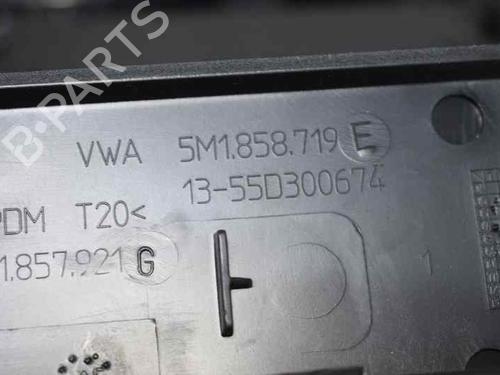 B-PARTS
VWA 5M1.858.719 E
13-55D300674
PDM T20<
1.857.921 G
1